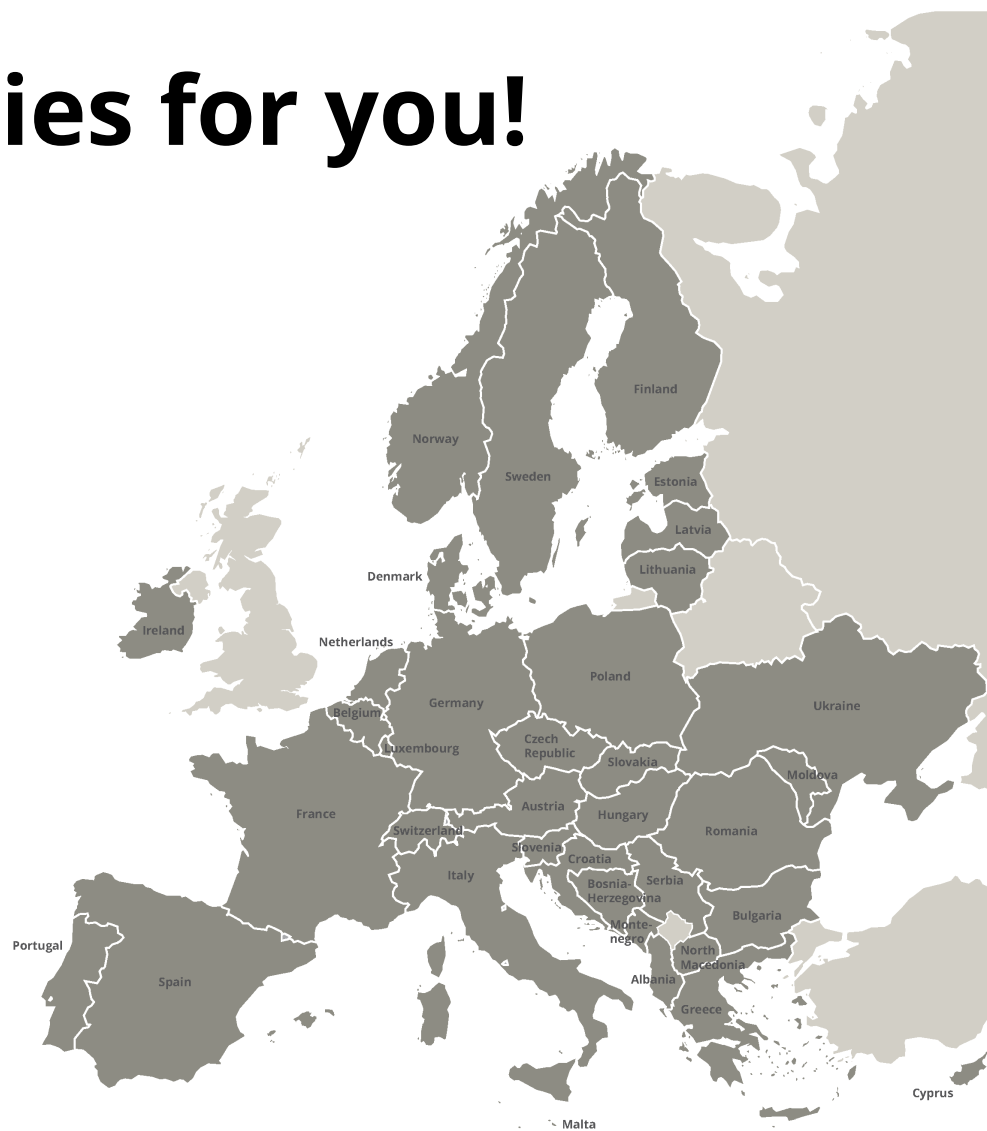 ies for you!
Finland
Norway
Sweden
Estonia
Latvia
Lithuania
Denmark
Ireland
Netherlands
Poland
Germany
Ukraine
Belgium
Czech
Republic
Luxembourg
Slovakia
Moldova
Austria
France
Hungary
Switzerland
Romania
Slovenia
Croatia
Italy
Serbia
Bosnia-
Herzegovina
Bulgaria
Monte-
negro
Portugal
North
Macedonia
Albania
Spain
Greece
Cyprus
Malta